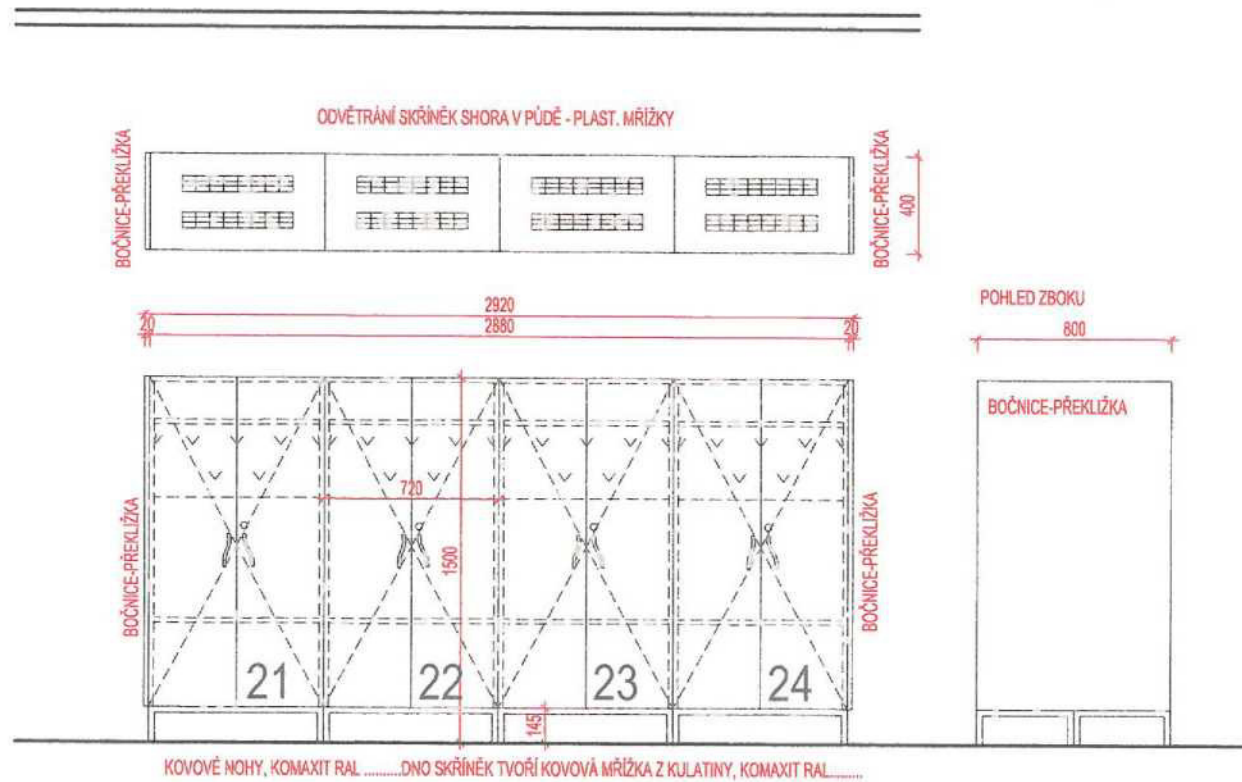 ODVĚTRÁNÍ SKŘÍNĚK SHORA V PŮDĚ - PLAST. MŘÍŽKY
BOČNICE-PŘEKLIŽKA
BOČNICE-PŘEKLIŽKA
400
2920
20
2880
20
POHLED ZBOKU
800
BOČNICE-PŘEKLIŽKA
BOČNICE-PŘEKLIŽKA
720
1500
BOČNICE-PŘEKLIŽKA
21
22
23
24
145
KOVOVÉ NOHY, KOMAXIT RAL .........DNO SKŘÍNĚK TVOŘÍ KOVOVÁ MŘÍŽKA Z KULATINY, KOMAXIT RAL.........